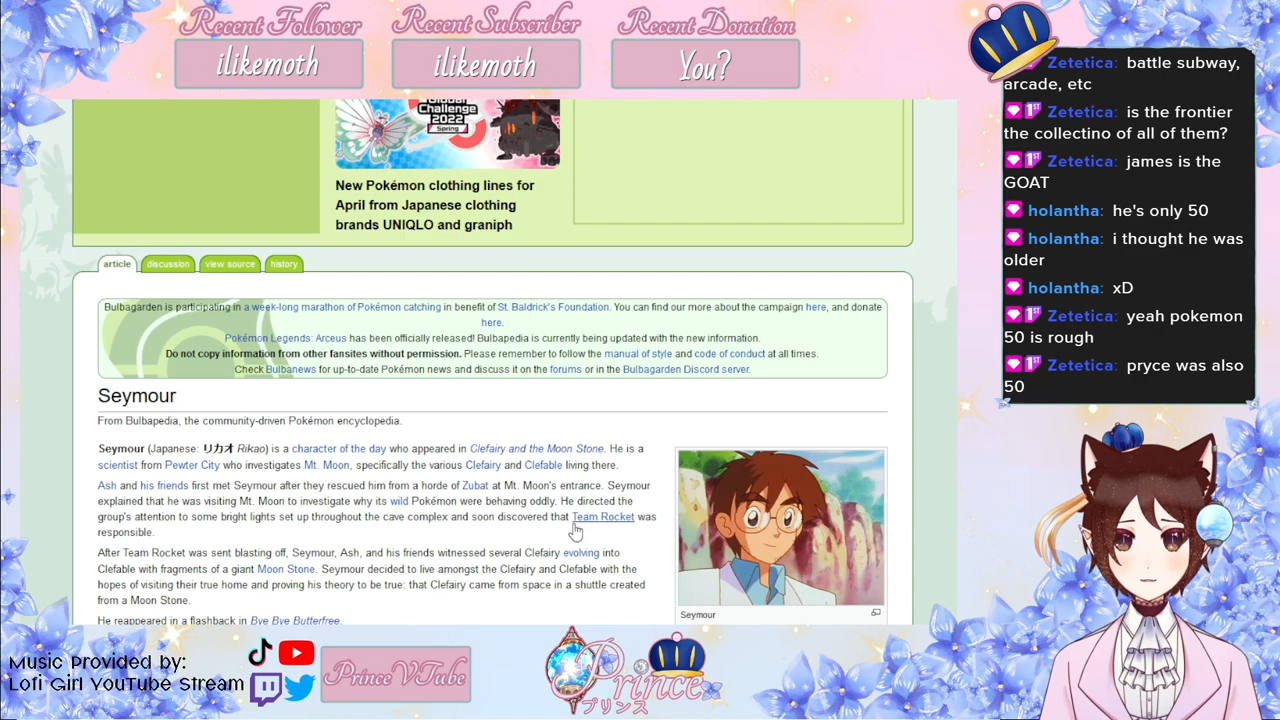 Recent Follower
ilikemoth
Recent Subscriber
ilikemoth
Recent Donation
You?
Global
Challenge
2022
Spring
New Pokémon clothing lines for
April from Japanese clothing
brands UNIQLO and graniph
article
discussion
view source
history
Bulbagarden is participating in a week-long marathon of Pokémon catching in benefit of St. Baldrick's Foundation. You can find our more about the campaign here, and donate
here.
Pokémon Legends: Arceus has been officially released! Bulbapedia is currently being updated with the new information.
Do not copy information from other fansites without permission. Please remember to follow the manual of style and code of conduct at all times.
Check Bulbanews for up-to-date Pokémon news and discuss it on the forums or in the Bulbagarden Discord server.
Seymour
From Bulbapedia, the community-driven Pokémon encyclopedia.
Seymour (Japanese: リカオ Rikao) is a character of the day who appeared in Clefairy and the Moon Stone. He is a
scientist from Pewter City who investigates Mt. Moon, specifically the various Clefairy and Clefable living there.
Ash and his friends first met Seymour after they rescued him from a horde of Zubat at Mt. Moon's entrance. Seymour
explained that he was visiting Mt. Moon to investigate why its wild Pokémon were behaving oddly. He directed the
group's attention to some bright lights set up throughout the cave complex and soon discovered that Team Rocket was
responsible.
After Team Rocket was sent blasting off, Seymour, Ash, and his friends witnessed several Clefairy evolving into
Clefable with fragments of a giant Moon Stone. Seymour decided to live amongst the Clefairy and Clefable with the
hopes of visiting their true home and proving his theory to be true: that Clefairy came from space in a shuttle created
from a Moon Stone.
He reappeared in a flashback in Bye Bye Butterfree.
Seymour
Zetetica: battle subway,
arcade, etc
1ST Zetetica: is the frontier
the collectino of all of them?
1ST Zetetica: james is the
GOAT
holantha: he's only 50
holantha: i thought he was
older
holantha: xD
1ST Zetetica: yeah pokemon
50 is rough
1ST Zetetica: pryce was also
50
Music Provided by:
Lofi Girl YouTube Stream
PrinceVTube
Prince
プリンス